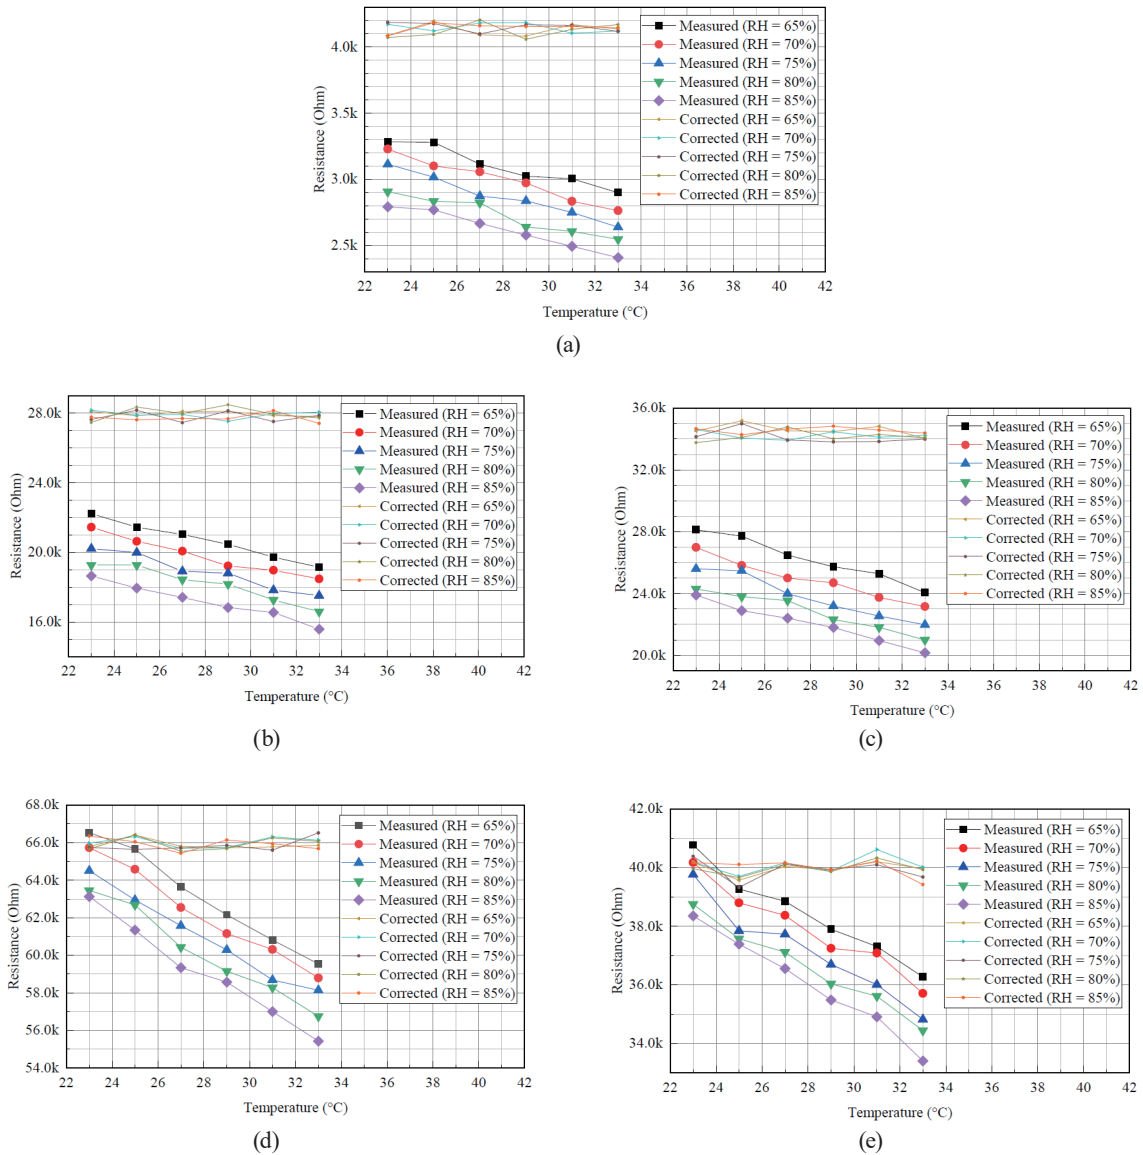 4.0k
3.5k
3.0k
2.5k
Resistance (Ohm)
Measured (RH = 65%)
Measured (RH = 70%)
Measured (RH = 75%)
Measured (RH = 80%)
Measured (RH = 85%)
Corrected (RH = 65%)
Corrected (RH = 70%)
Corrected (RH = 75%)
Corrected (RH = 80%)
Corrected (RH = 85%)
22 24 26 28 30 32 34 36 38 40 42
Temperature (°C)
(a)
28.0k
24.0k
20.0k
16.0k
Resistance (Ohm)
Measured (RH = 65%)
Measured (RH = 70%)
Measured (RH = 75%)
Measured (RH = 80%)
Measured (RH = 85%)
Corrected (RH = 65%)
Corrected (RH = 70%)
Corrected (RH = 75%)
Corrected (RH = 80%)
Corrected (RH = 85%)
22 24 26 28 30 32 34 36 38 40 42
Temperature (°C)
(b)
36.0k
32.0k
28.0k
24.0k
20.0k
Resistance (Ohm)
Measured (RH = 65%)
Measured (RH = 70%)
Measured (RH = 75%)
Measured (RH = 80%)
Measured (RH = 85%)
Corrected (RH = 65%)
Corrected (RH = 70%)
Corrected (RH = 75%)
Corrected (RH = 80%)
Corrected (RH = 85%)
22 24 26 28 30 32 34 36 38 40 42
Temperature (°C)
(c)
68.0k
66.0k
64.0k
62.0k
60.0k
58.0k
56.0k
54.0k
Resistance (Ohm)
Measured (RH = 65%)
Measured (RH = 70%)
Measured (RH = 75%)
Measured (RH = 80%)
Measured (RH = 85%)
Corrected (RH = 65%)
Corrected (RH = 70%)
Corrected (RH = 75%)
Corrected (RH = 80%)
Corrected (RH = 85%)
22 24 26 28 30 32 34 36 38 40 42
Temperature (°C)
(d)
42.0k
40.0k
38.0k
36.0k
34.0k
Resistance (Ohm)
Measured (RH = 65%)
Measured (RH = 70%)
Measured (RH = 75%)
Measured (RH = 80%)
Measured (RH = 85%)
Corrected (RH = 65%)
Corrected (RH = 70%)
Corrected (RH = 75%)
Corrected (RH = 80%)
Corrected (RH = 85%)
22 24 26 28 30 32 34 36 38 40 42
Temperature (°C)
(e)